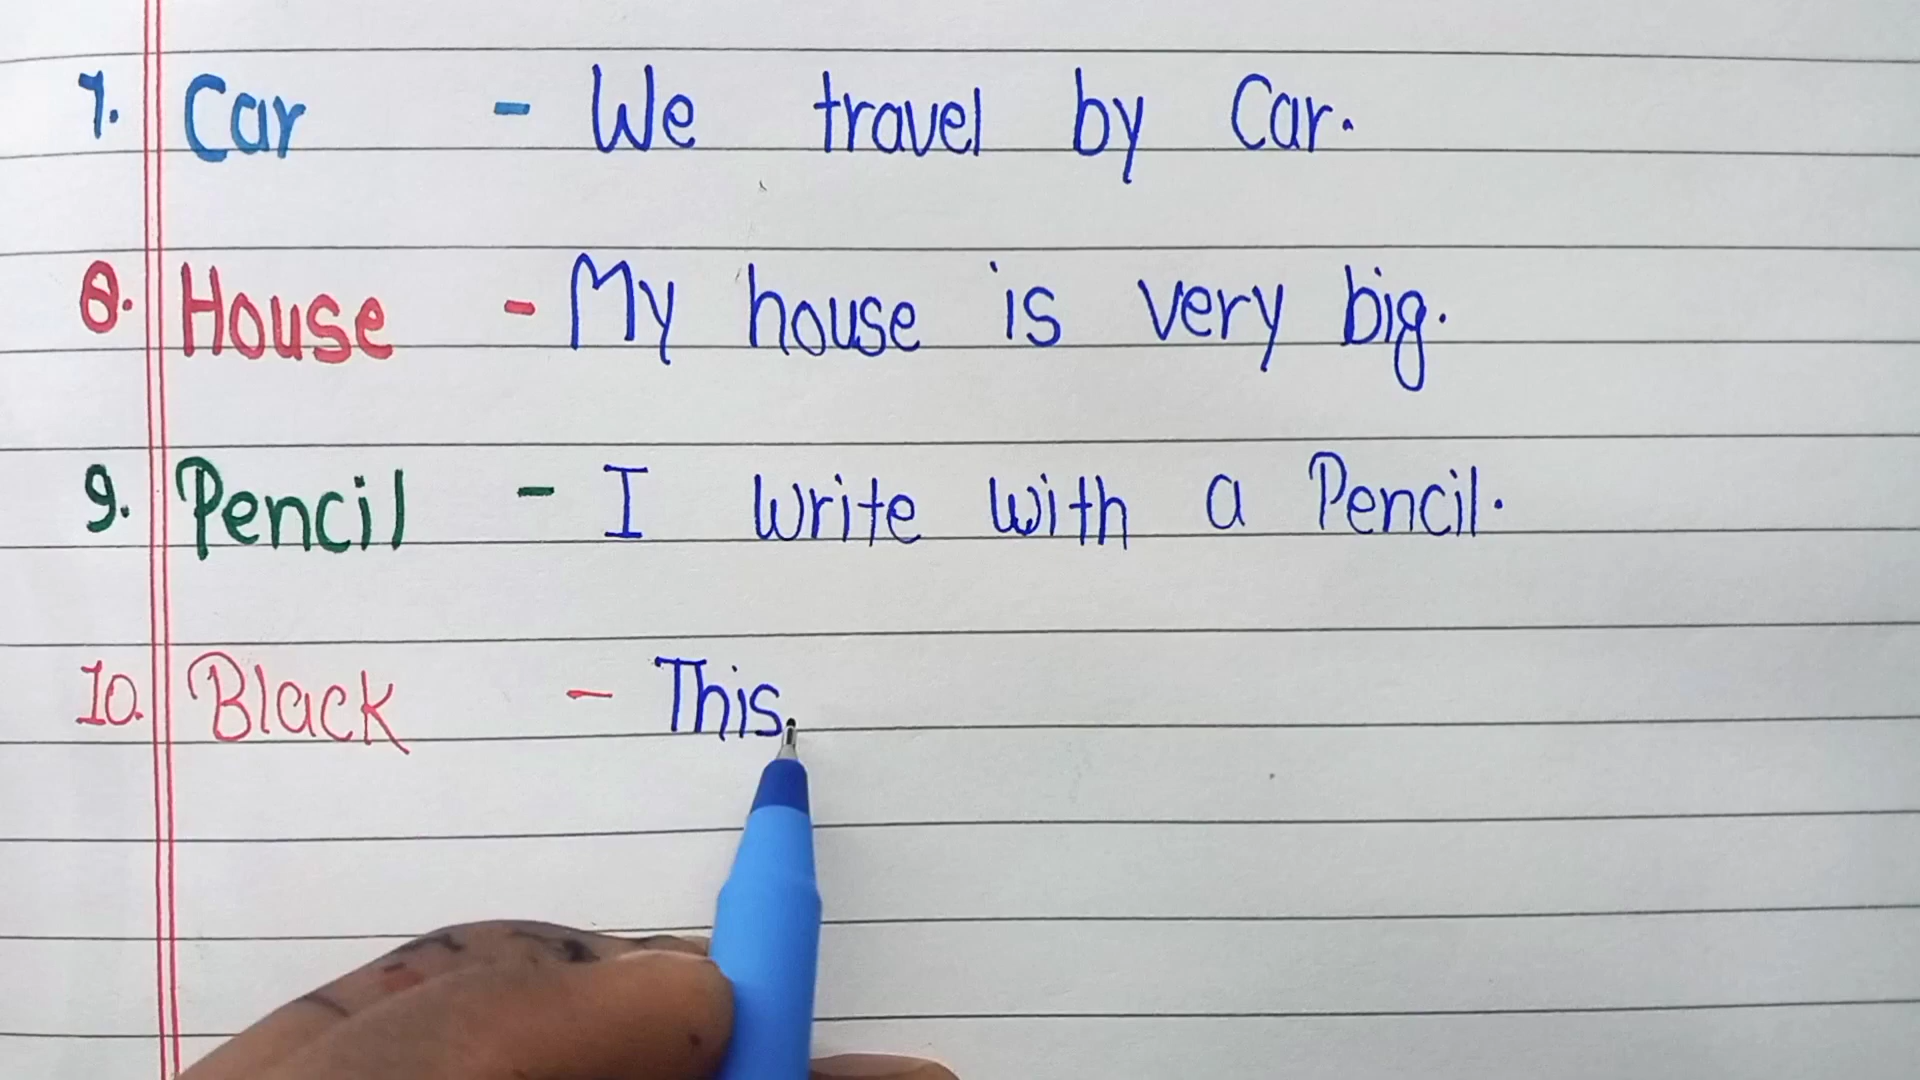 7. Car - We travel by Car.
8. House - My house is very big.
9. Pencil - I write with a Pencil.
10. Black - This